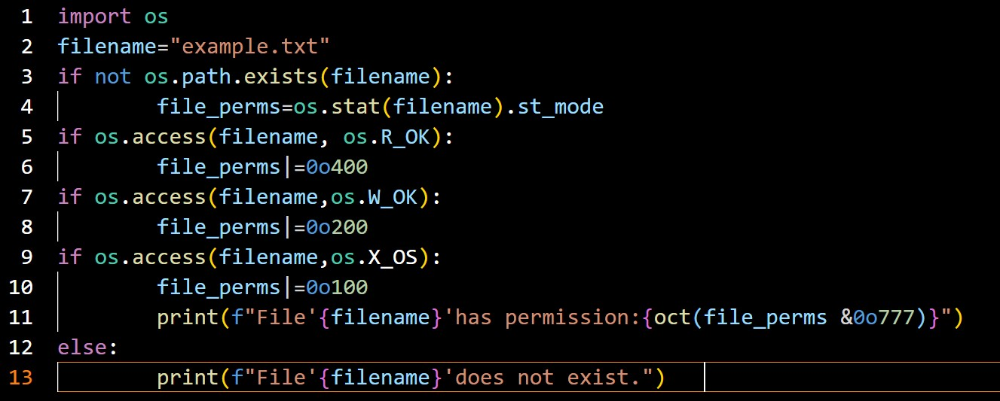 1 import os
2 filename="example.txt"
3 if not os.path.exists(filename):
4 file_perms=os.stat(filename).st_mode
5 if os.access(filename, os.R_OK):
6 file_perms|=0o400
7 if os.access(filename,os.W_OK):
8 file_perms|=0o200
9 if os.access(filename,os.X_OS):
10 file_perms|=0o100
11 print(f"File'{filename}'has permission:{oct(file_perms &0o777)}")
12 else:
13 print(f"File'{filename}'does not exist.")